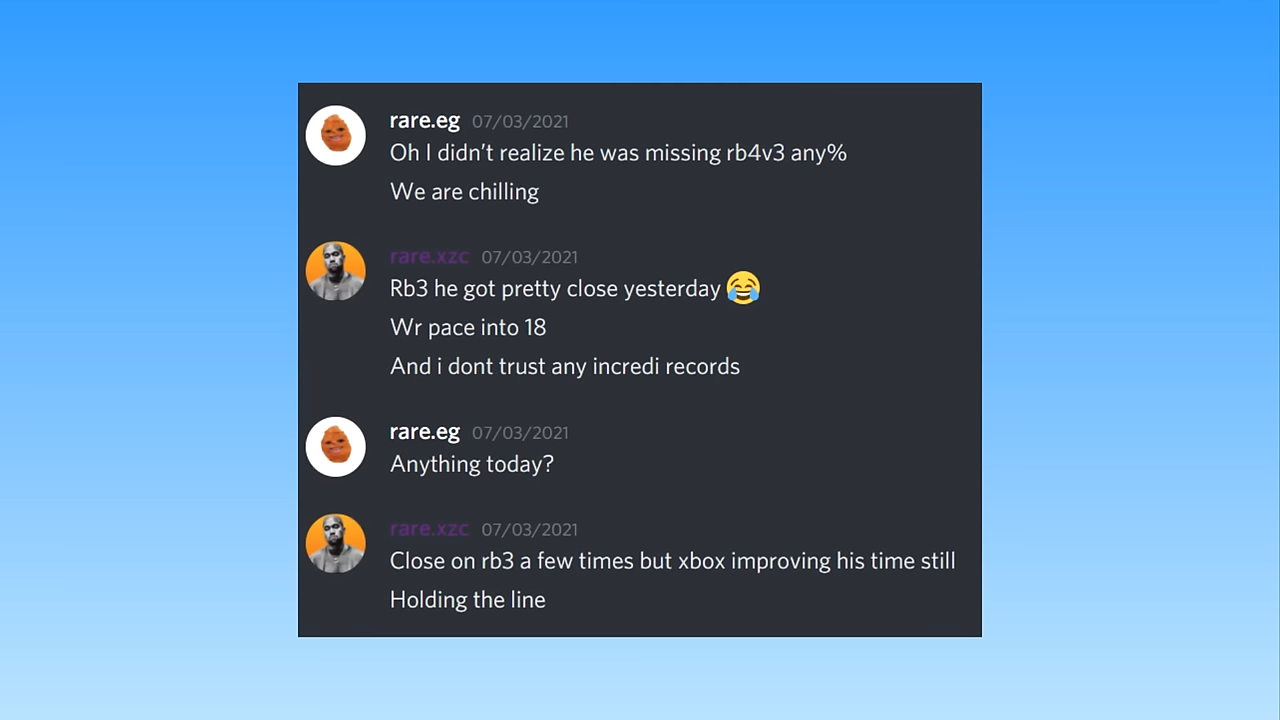 rare.eg 07/03/2021
Oh I didn't realize he was missing rb4v3 any%
We are chilling
rare.xzc 07/03/2021
Rb3 he got pretty close yesterday 😂
Wr pace into 18
And i dont trust any incredi records
rare.eg 07/03/2021
Anything today?
rare.xzc 07/03/2021
Close on rb3 a few times but xbox improving his time still
Holding the line